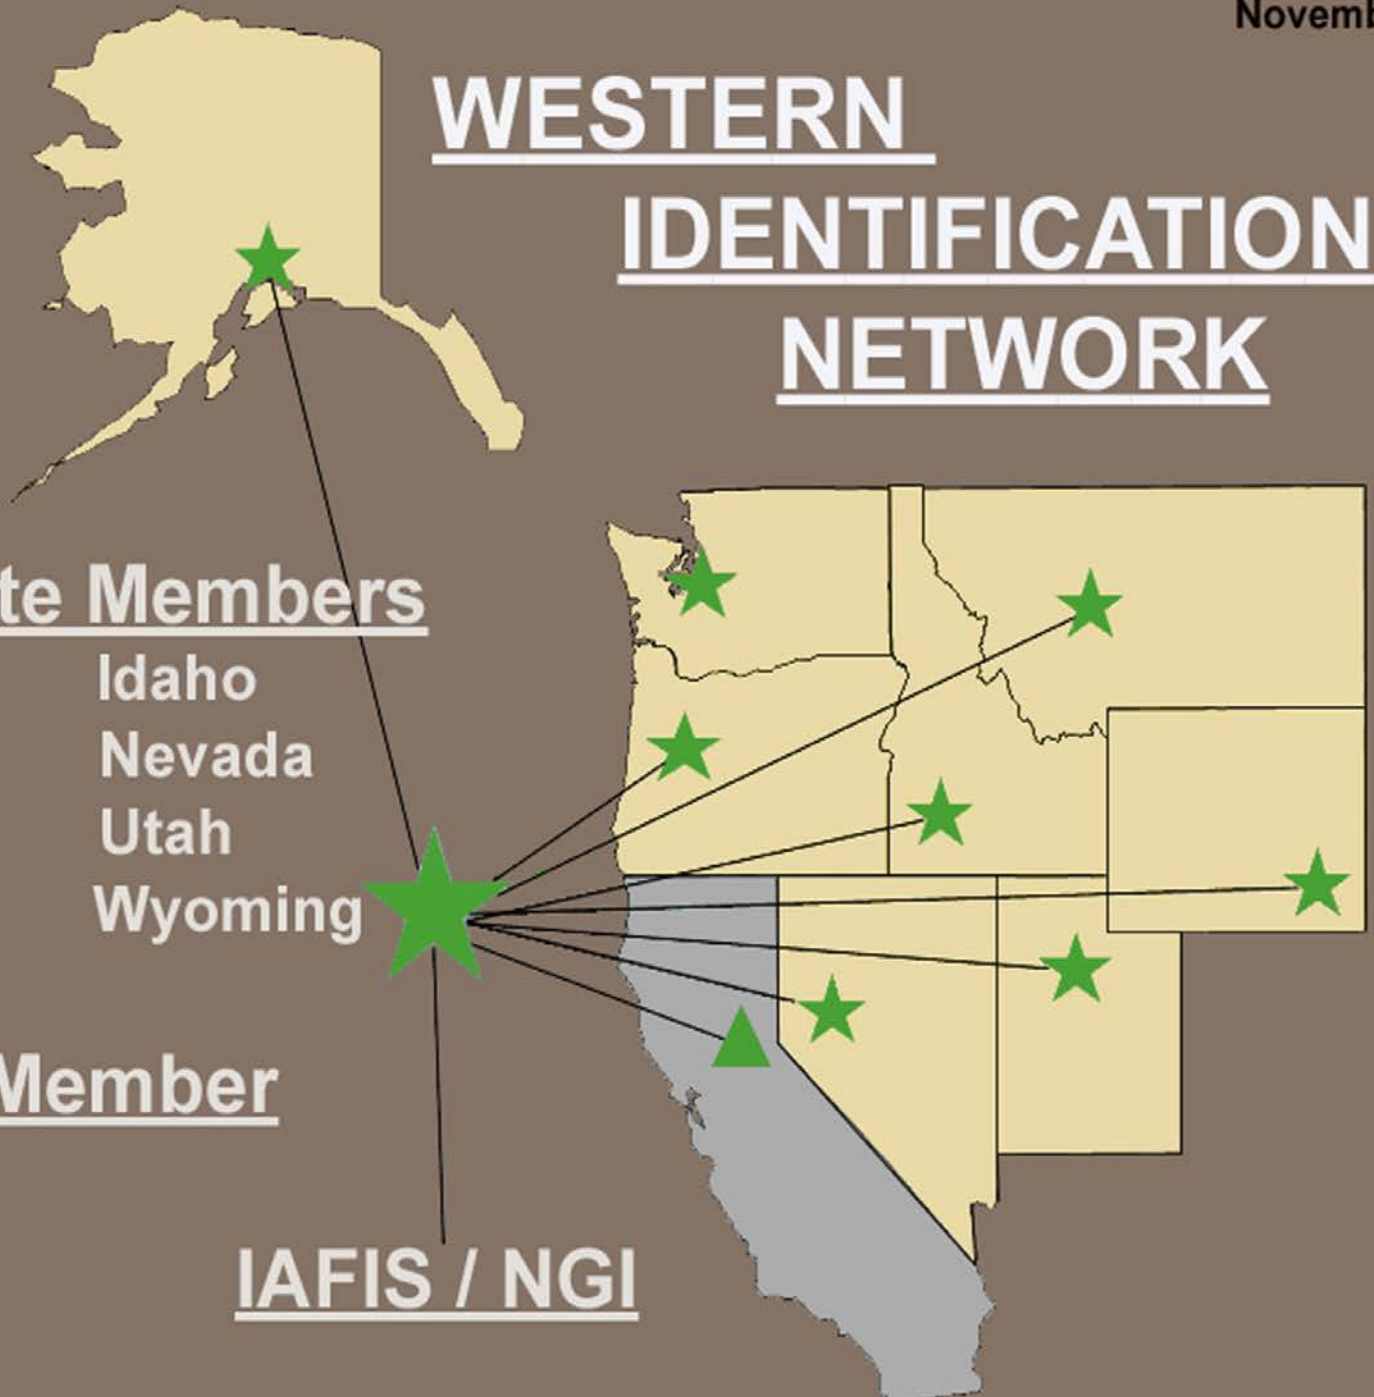 Novemb
WESTERN
IDENTIFICATION
NETWORK
te Members
Idaho
Nevada
Utah
Wyoming
Member
IAFIS / NGI